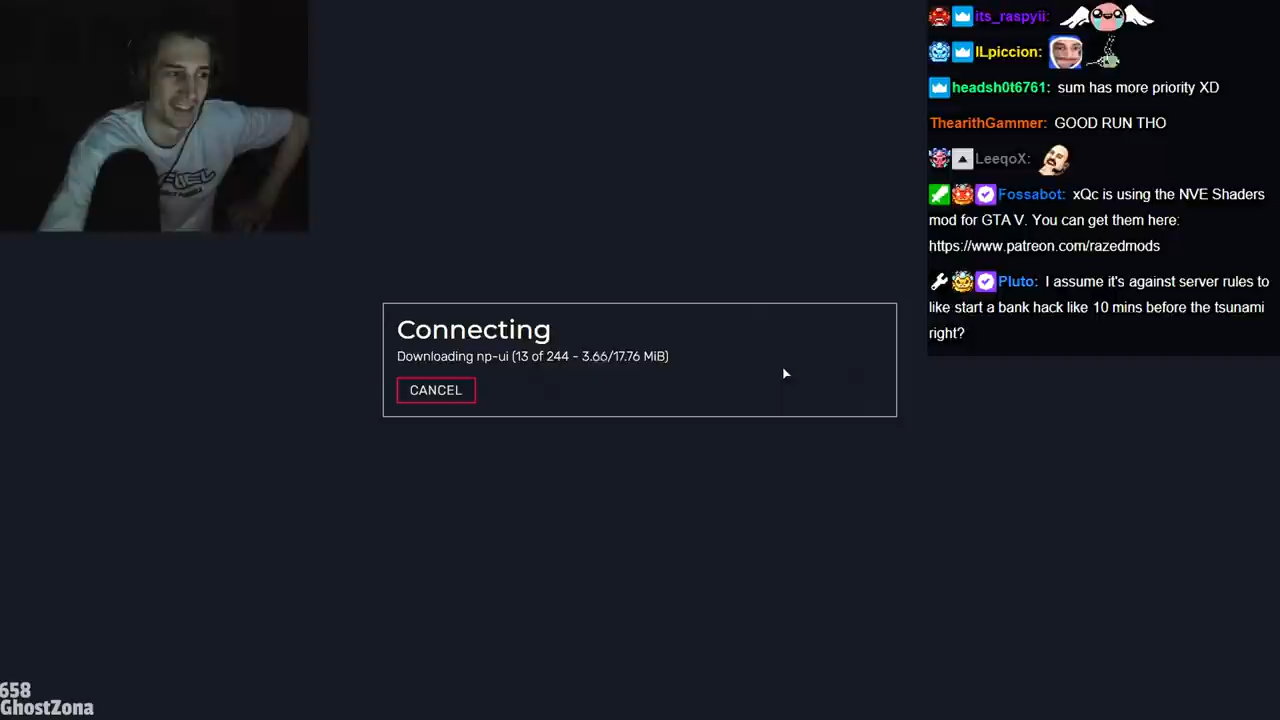 its_raspyii:
ILpiccion:
headsh0t6761: sum has more priority XD
ThearithGammer: GOOD RUN THO
LeeqoX:
Fossabot: xQc is using the NVE Shaders
mod for GTA V. You can get them here:
https://www.patreon.com/razedmods
Pluto: I assume it's against server rules to
like start a bank hack like 10 mins before the tsunami
right?
Connecting
Downloading np-ui (13 of 244 - 3.66/17.76 MiB)
CANCEL
658
GhostZona